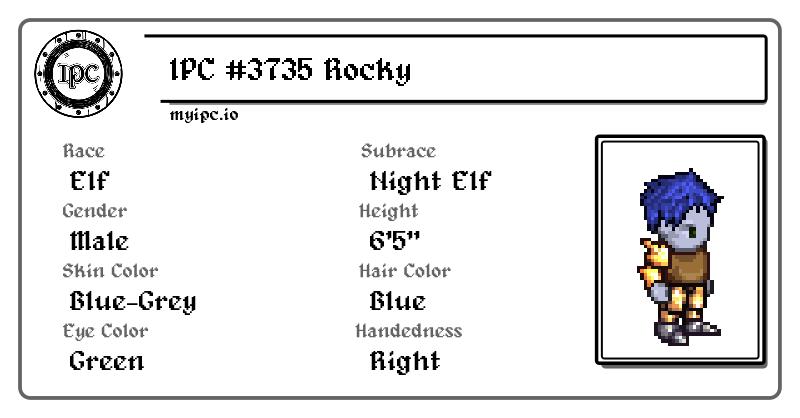 IPC
IPC #3735 Rocky
myipc.io
Race
Elf
Subrace
Night Elf
Gender
Male
Height
6'5"
Skin Color
Blue-Grey
Hair Color
Blue
Eye Color
Green
Handedness
Right